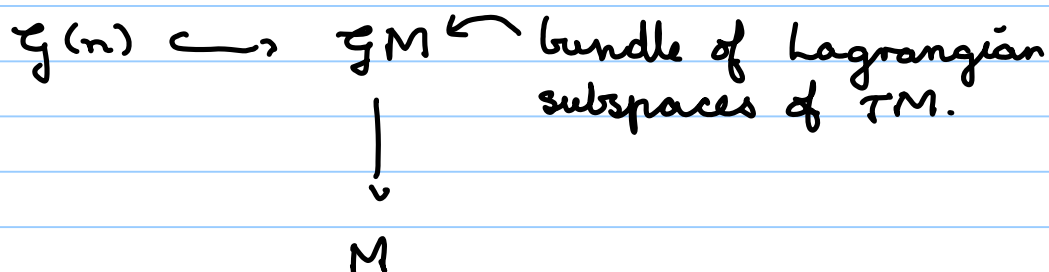 𝒢(n) ↪ 𝒢M ↶ bundle of Lagrangian
subspaces of TM.
↓
M